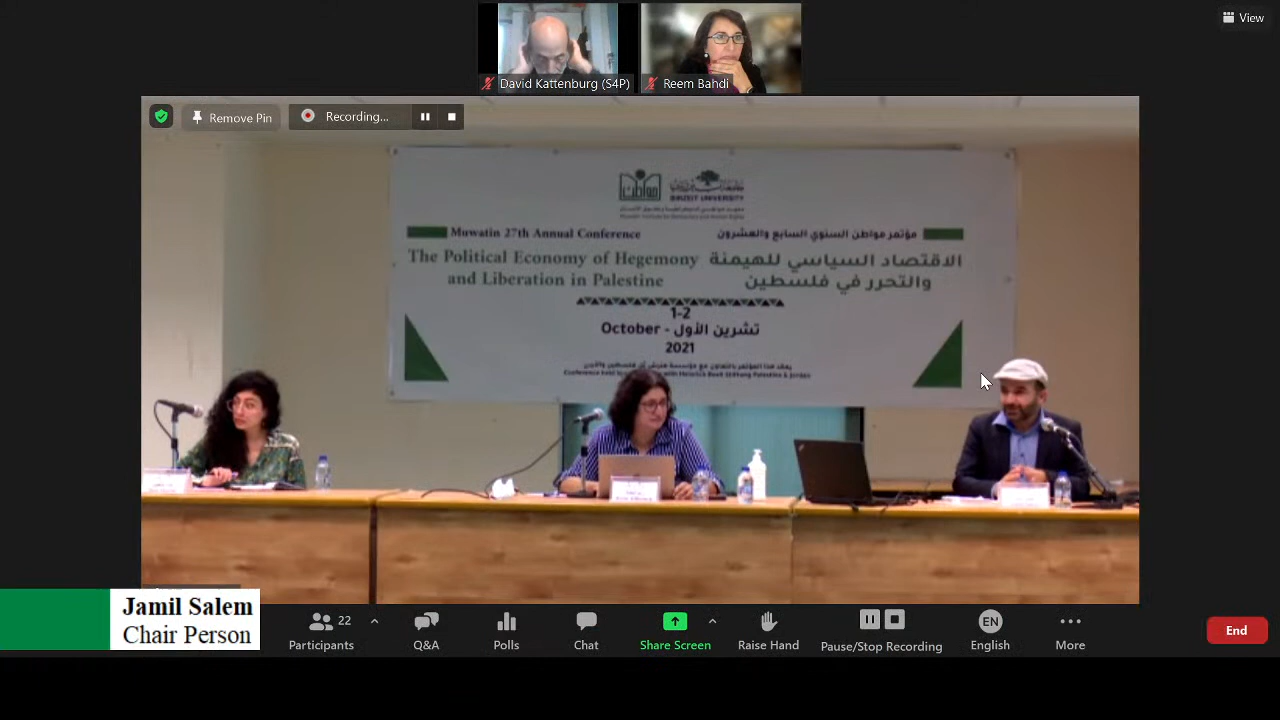 View
David Kattenburg (S4P)
Reem Bahdi
Remove Pin
Recording...
مواطن
BIRZEIT UNIVERSITY
Mowatin 27th Annual Conference
مؤتمر مواطن السنوي السابع والعشرون
The Political Economy of Hegemony
and Liberation in Palestine
الاقتصاد السياسي للهيمنة
والتحرر في فلسطين
1-2
October - تشرين الأول
2021
Jamil Salem
Chair Person
Participants
22
Q&A
Polls
Chat
Share Screen
Raise Hand
Pause/Stop Recording
EN
English
More
End